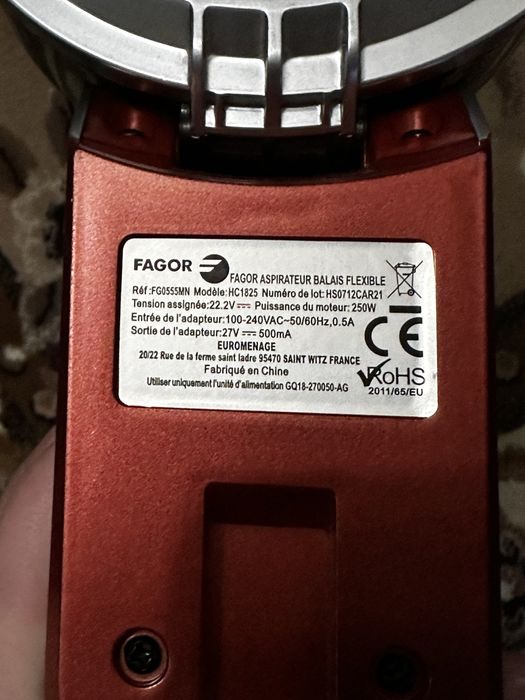 FAGOR FAGOR ASPIRATEUR BALAIS FLEXIBLE
Réf:FG0555MN Modèle:HC1825 Numéro de lot:HS0712CAR21
Tension assignée:22.2V Puissance du moteur:250W
Entrée de l'adapteur:100-240VAC~50/60Hz,0.5A
Sortie de l'adapteur:27V 500mA
EUROMENAGE
20/22 Rue de la ferme saint ladre 95470 SAINT WITZ FRANCE
Fabriqué en Chine
Utiliser uniquement l'unité d'alimentation GQ18-270050-AG
CE
RoHS
2011/65/EU